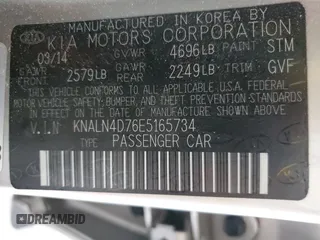 MANUFACTURED IN KOREA BY
KIA KIA MOTORS CORPORATION
09/14 GVWR 4696LB PAINT STM
GAWR FRONT 2579LB GAWR REAR 2249LB TRIM GVF
THIS VEHICLE CONFORMS TO ALL APPLICABLE U.S.A. FEDERAL
MOTOR VEHICLE SAFETY, BUMPER, AND THEFT PREVENTION
STANDARDS IN EFFECT ON THE DATE OF MANUFACTURE SHOWN ABOVE.
V.I.N KNALN4D76E5165734
TYPE PASSENGER CAR
DREAMBID